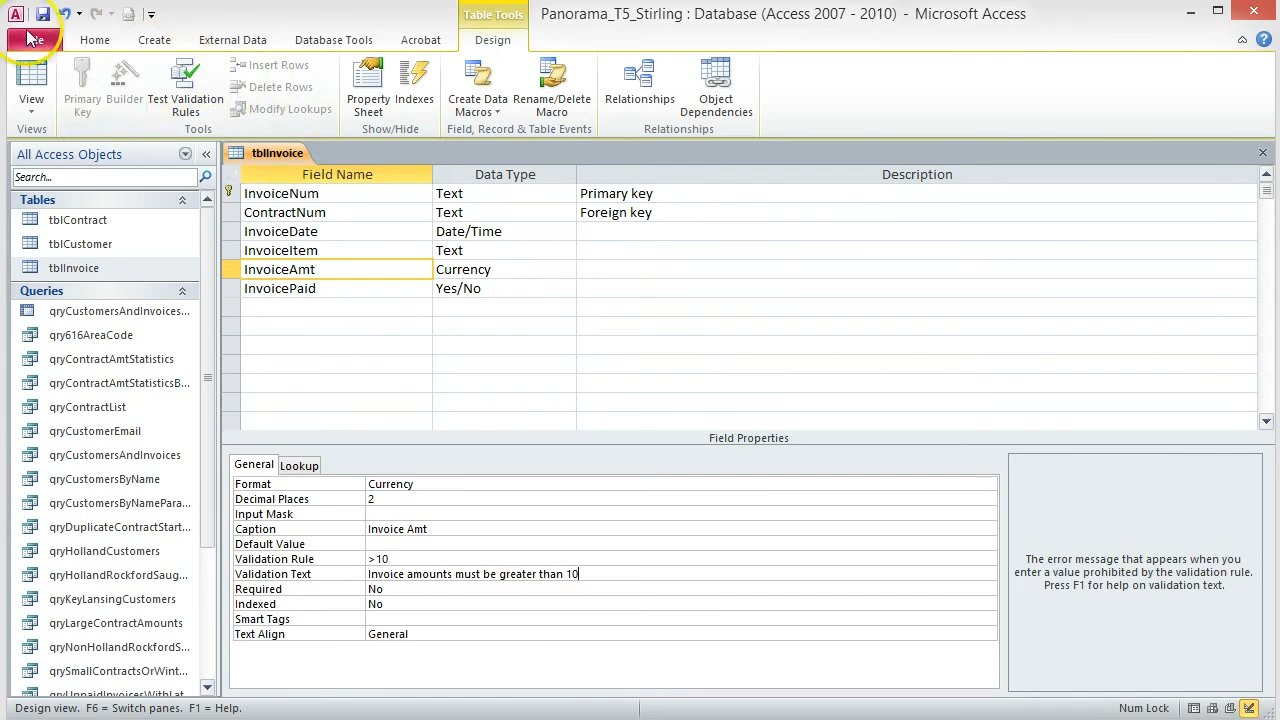 Table Tools
Panorama_T5_Stirling : Database (Access 2007 - 2010) - Microsoft Access
Home Create External Data Database Tools Acrobat Design
View
Primary Key
Builder
Test Validation Rules
Insert Rows
Delete Rows
Modify Lookups
Property Sheet
Indexes
Create Data Macros
Rename/Delete Macro
Relationships
Object Dependencies
Views Tools Show/Hide Field, Record & Table Events Relationships
All Access Objects
Search...
Tables
tblContract
tblCustomer
tblInvoice
Queries
qryCustomersAndInvoices...
qry616AreaCode
qryContractAmtStatistics
qryContractAmtStatisticsB...
qryContractList
qryCustomerEmail
qryCustomersAndInvoices
qryCustomersByName
qryCustomersByNamePara...
qryDuplicateContractStart...
qryHollandCustomers
qryHollandRockfordSaug...
qryKeyLansingCustomers
qryLargeContractAmounts
qryNonHollandRockfordS...
qrySmallContractsOrWint...
qryUnpaidInvoicesWithLat...
tblInvoice
Field Name Data Type Description
InvoiceNum Text Primary key
ContractNum Text Foreign key
InvoiceDate Date/Time
InvoiceItem Text
InvoiceAmt Currency
InvoicePaid Yes/No
Field Properties
General Lookup
Format Currency
Decimal Places 2
Input Mask
Caption Invoice Amt
Default Value
Validation Rule >10
Validation Text Invoice amounts must be greater than 10
Required No
Indexed No
Smart Tags
Text Align General
The error message that appears when you
enter a value prohibited by the validation rule.
Press F1 for help on validation text.
Design view. F6 = Switch panes. F1 = Help. Num Lock